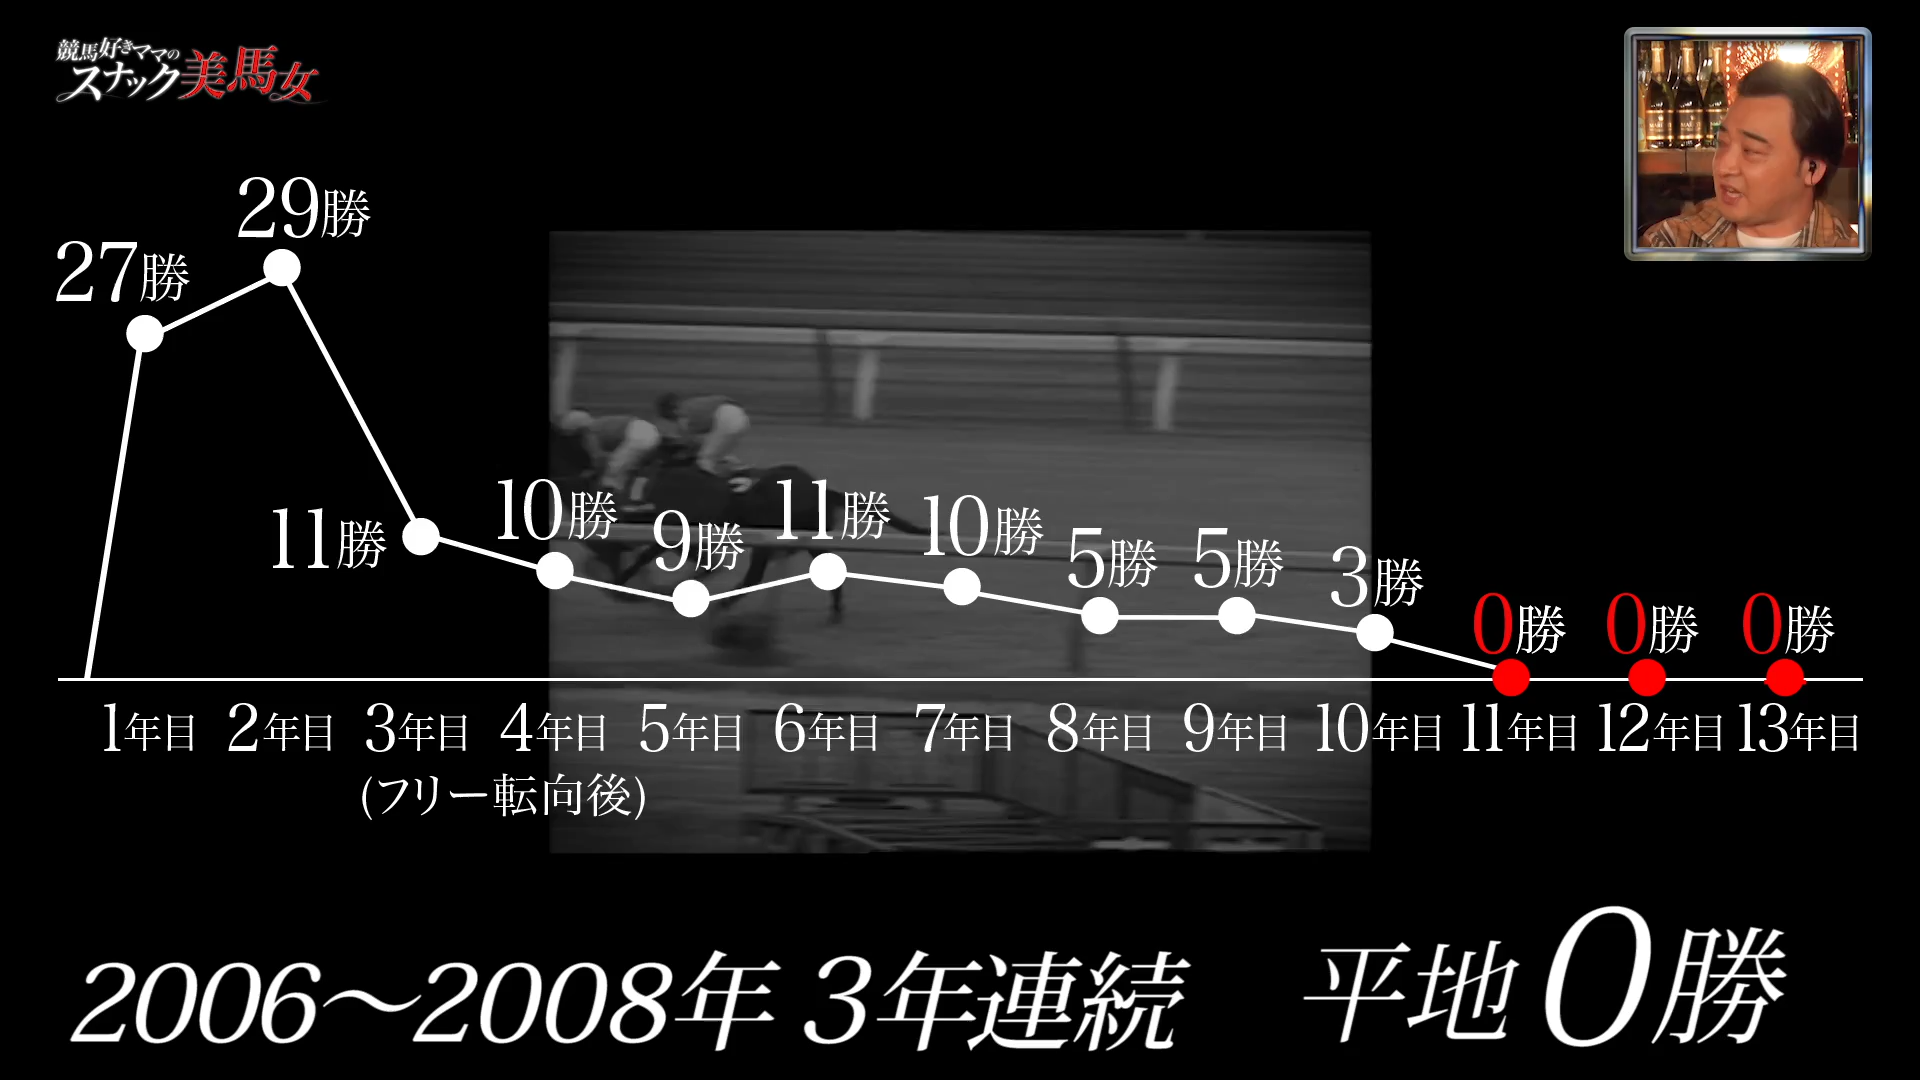 競馬好きママの
スナック美馬女
27勝
29勝
11勝
10勝
9勝
11勝
10勝
5勝
5勝
3勝
0勝
0勝
0勝
1年目 2年目 3年目 4年目 5年目 6年目 7年目 8年目 9年目 10年目 11年目 12年目 13年目
(フリー転向後)
2006〜2008年 3年連続 平地0勝